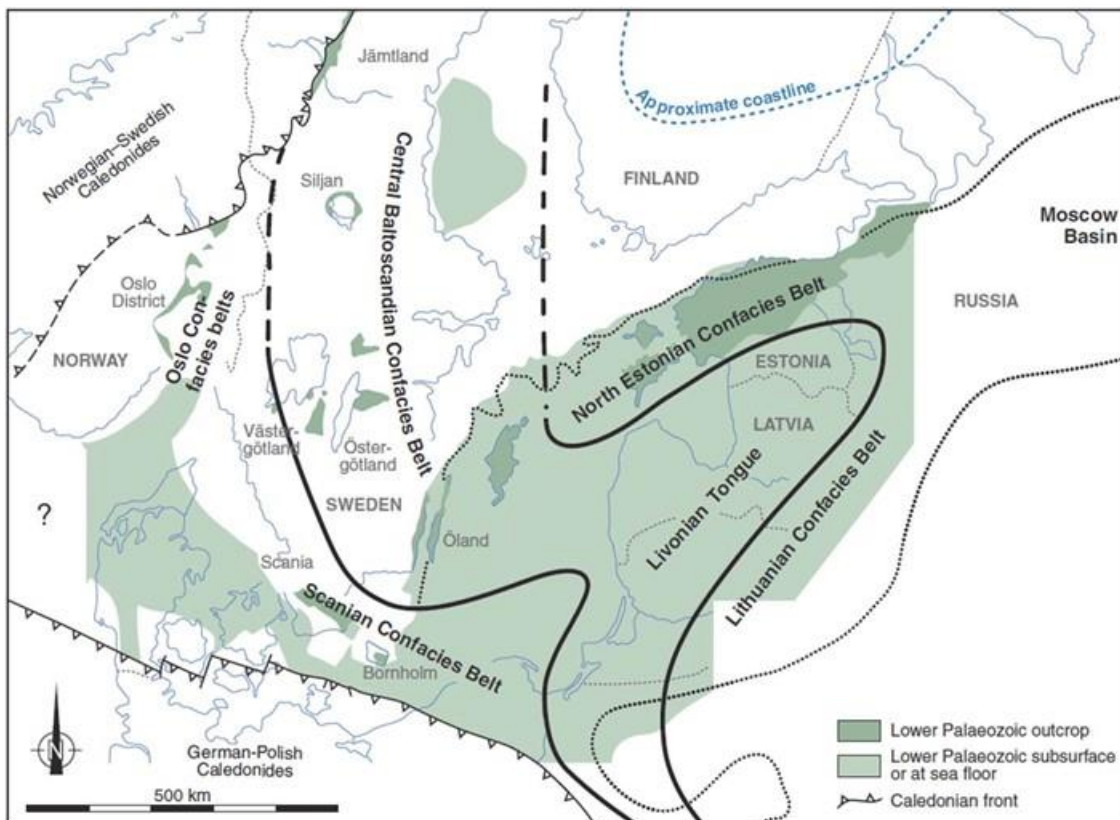 Jämtland
Approximate coastline
Norwegian–Swedish
Caledonides
Siljan
Central Baltoscandian Confacies Belt
FINLAND
Moscow
Basin
Oslo
District
RUSSIA
NORWAY
Oslo Con-
facies belts
North Estonian Confacies Belt
ESTONIA
LATVIA
Väster-
götland
Öster-
götland
SWEDEN
?
Öland
Livonian Tongue
Lithuanian Confacies Belt
Scania
Scanian Confacies Belt
Bornholm
N
German-Polish
Caledonides
500 km
Lower Palaeozoic outcrop
Lower Palaeozoic subsurface
or at sea floor
Caledonian front